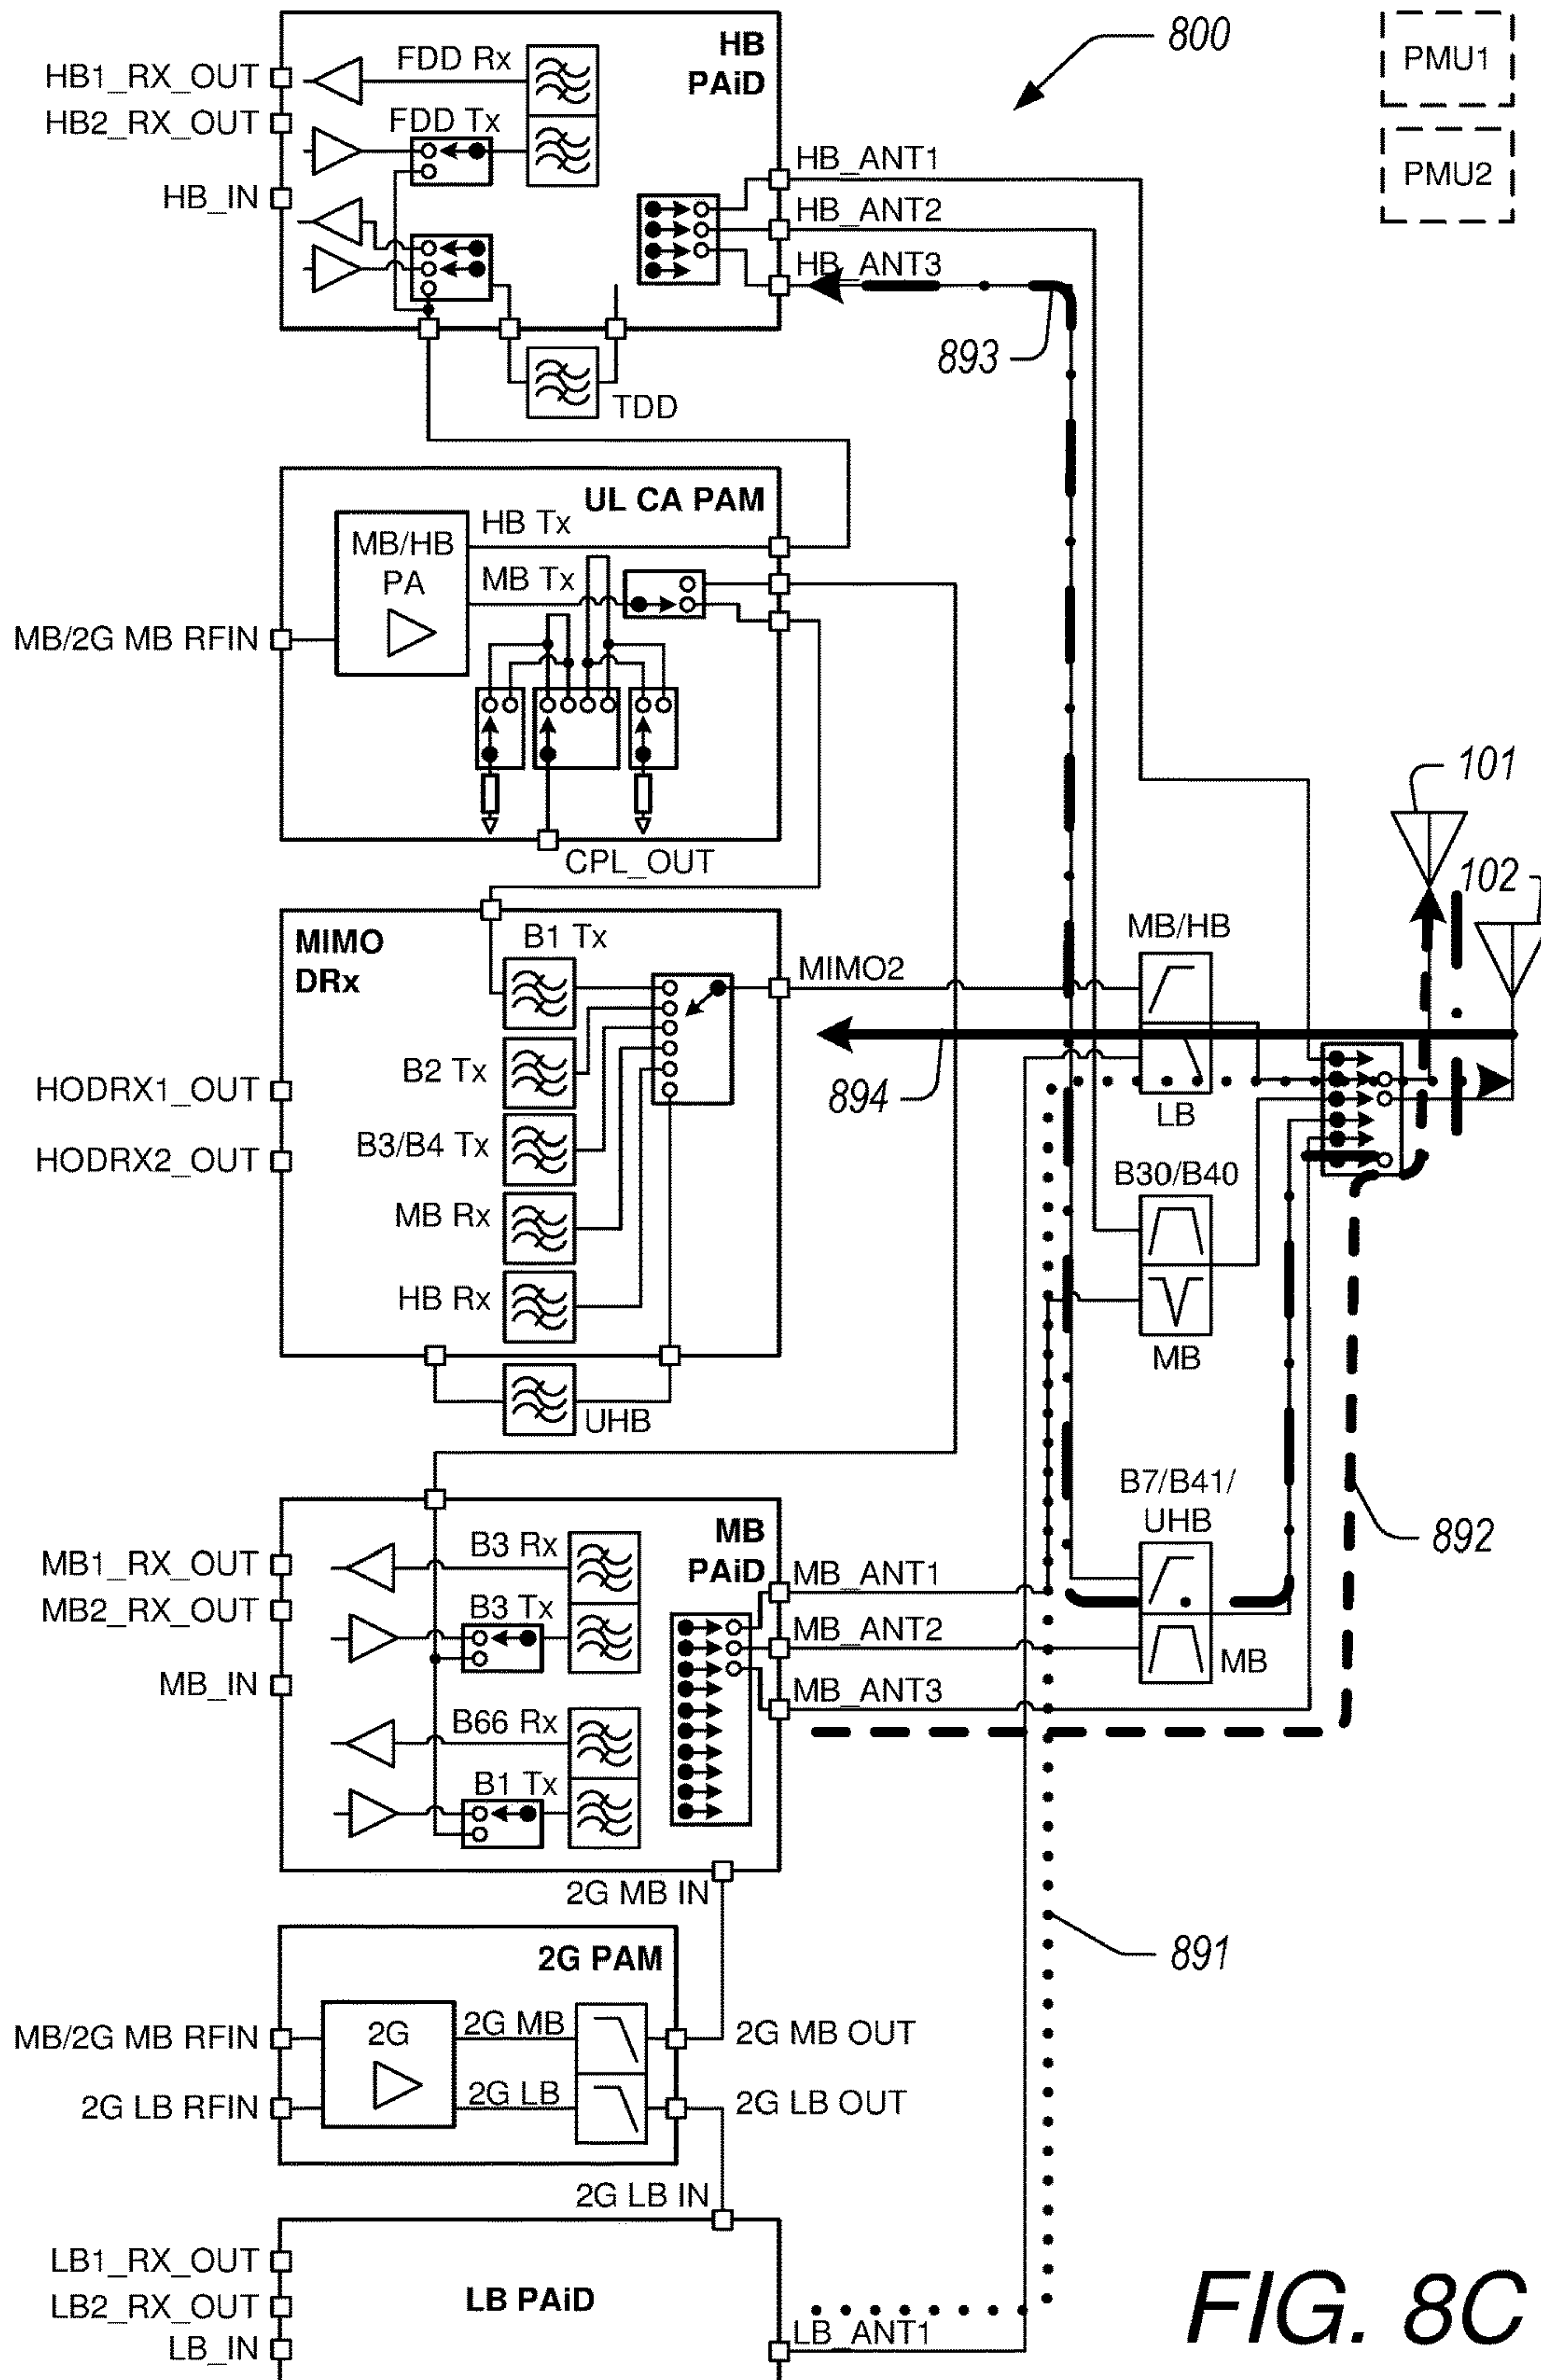 800
PMU1
PMU2
HB
PAiD
FDD Rx
FDD Tx
HB1_RX_OUT
HB2_RX_OUT
HB_IN
HB_ANT1
HB_ANT2
HB_ANT3
893
TDD
UL CA PAM
HB Tx
MB/HB
PA
MB Tx
MB/2G MB RFIN
CPL_OUT
101
102
MIMO
DRx
B1 Tx
MIMO2
MB/HB
B2 Tx
HODRX1_OUT
894
LB
B3/B4 Tx
HODRX2_OUT
B30/B40
MB Rx
HB Rx
MB
UHB
B7/B41/
UHB
892
MB
PAiD
B3 Rx
MB1_RX_OUT
MB2_RX_OUT
B3 Tx
MB_ANT1
MB_ANT2
MB
MB_IN
MB_ANT3
B66 Rx
B1 Tx
2G MB IN
891
2G PAM
MB/2G MB RFIN
2G
2G MB
2G MB OUT
2G LB RFIN
2G LB
2G LB OUT
2G LB IN
LB1_RX_OUT
LB2_RX_OUT
LB_IN
LB PAiD
LB_ANT1
FIG. 8C